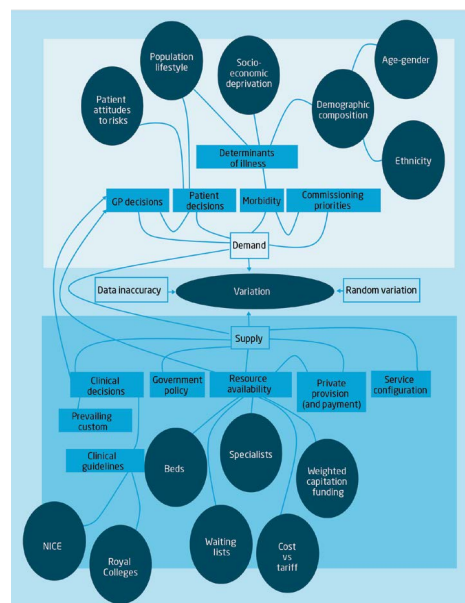 Population
lifestyle
Socio-
economic
deprivation
Age-gender
Patient
attitudes
to risks
Demographic
composition
Determinants
of illness
Ethnicity
GP decisions
Patient
decisions
Morbidity
Commissioning
priorities
Demand
Data inaccuracy
Variation
Random variation
Supply
Clinical
decisions
Government
policy
Resource
availability
Private
provision
(and payment)
Service
configuration
Prevailing
custom
Clinical
guidelines
Beds
Specialists
Weighted
capitation
funding
NICE
Royal
Colleges
Waiting
lists
Cost
vs
tariff